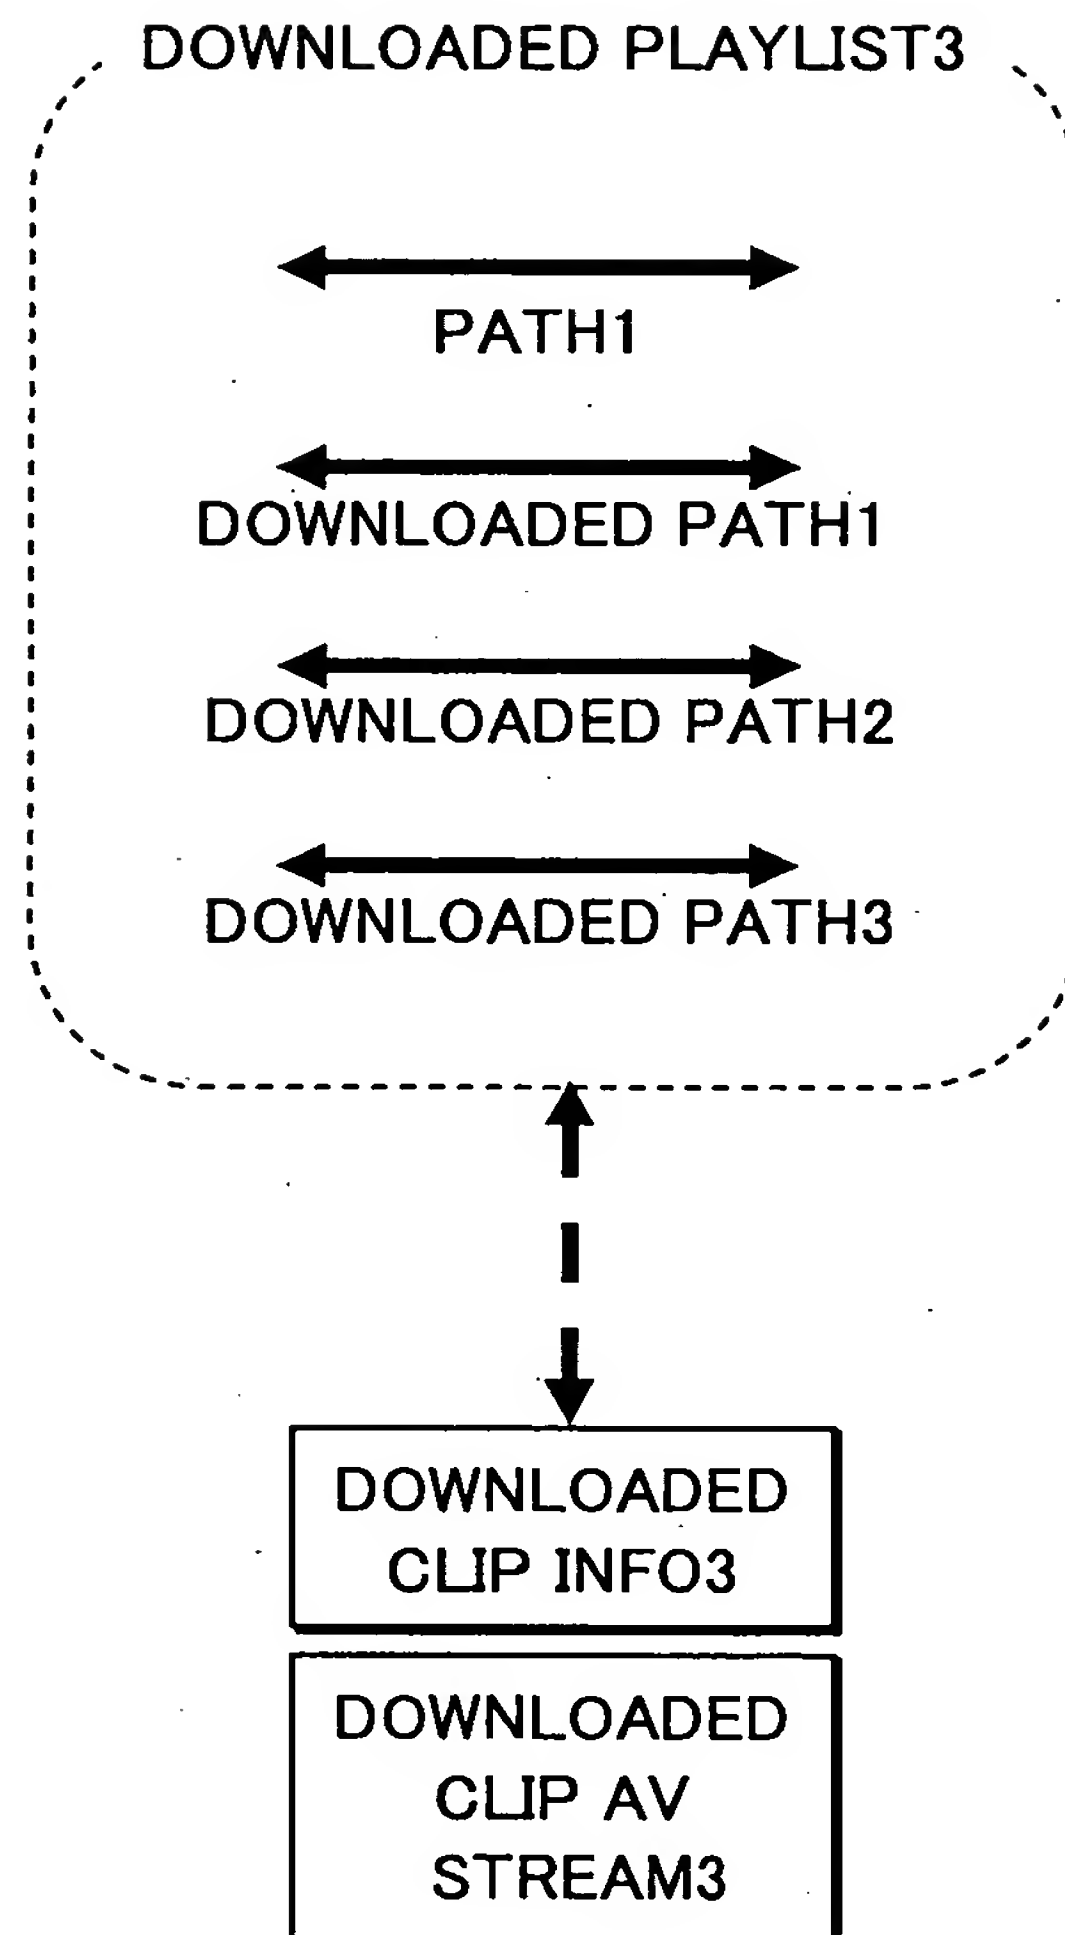 DOWNLOADED PLAYLIST3
PATH1
DOWNLOADED PATH1
DOWNLOADED PATH2
DOWNLOADED PATH3
DOWNLOADED
CLIP INFO3
DOWNLOADED
CLIP AV
STREAM3